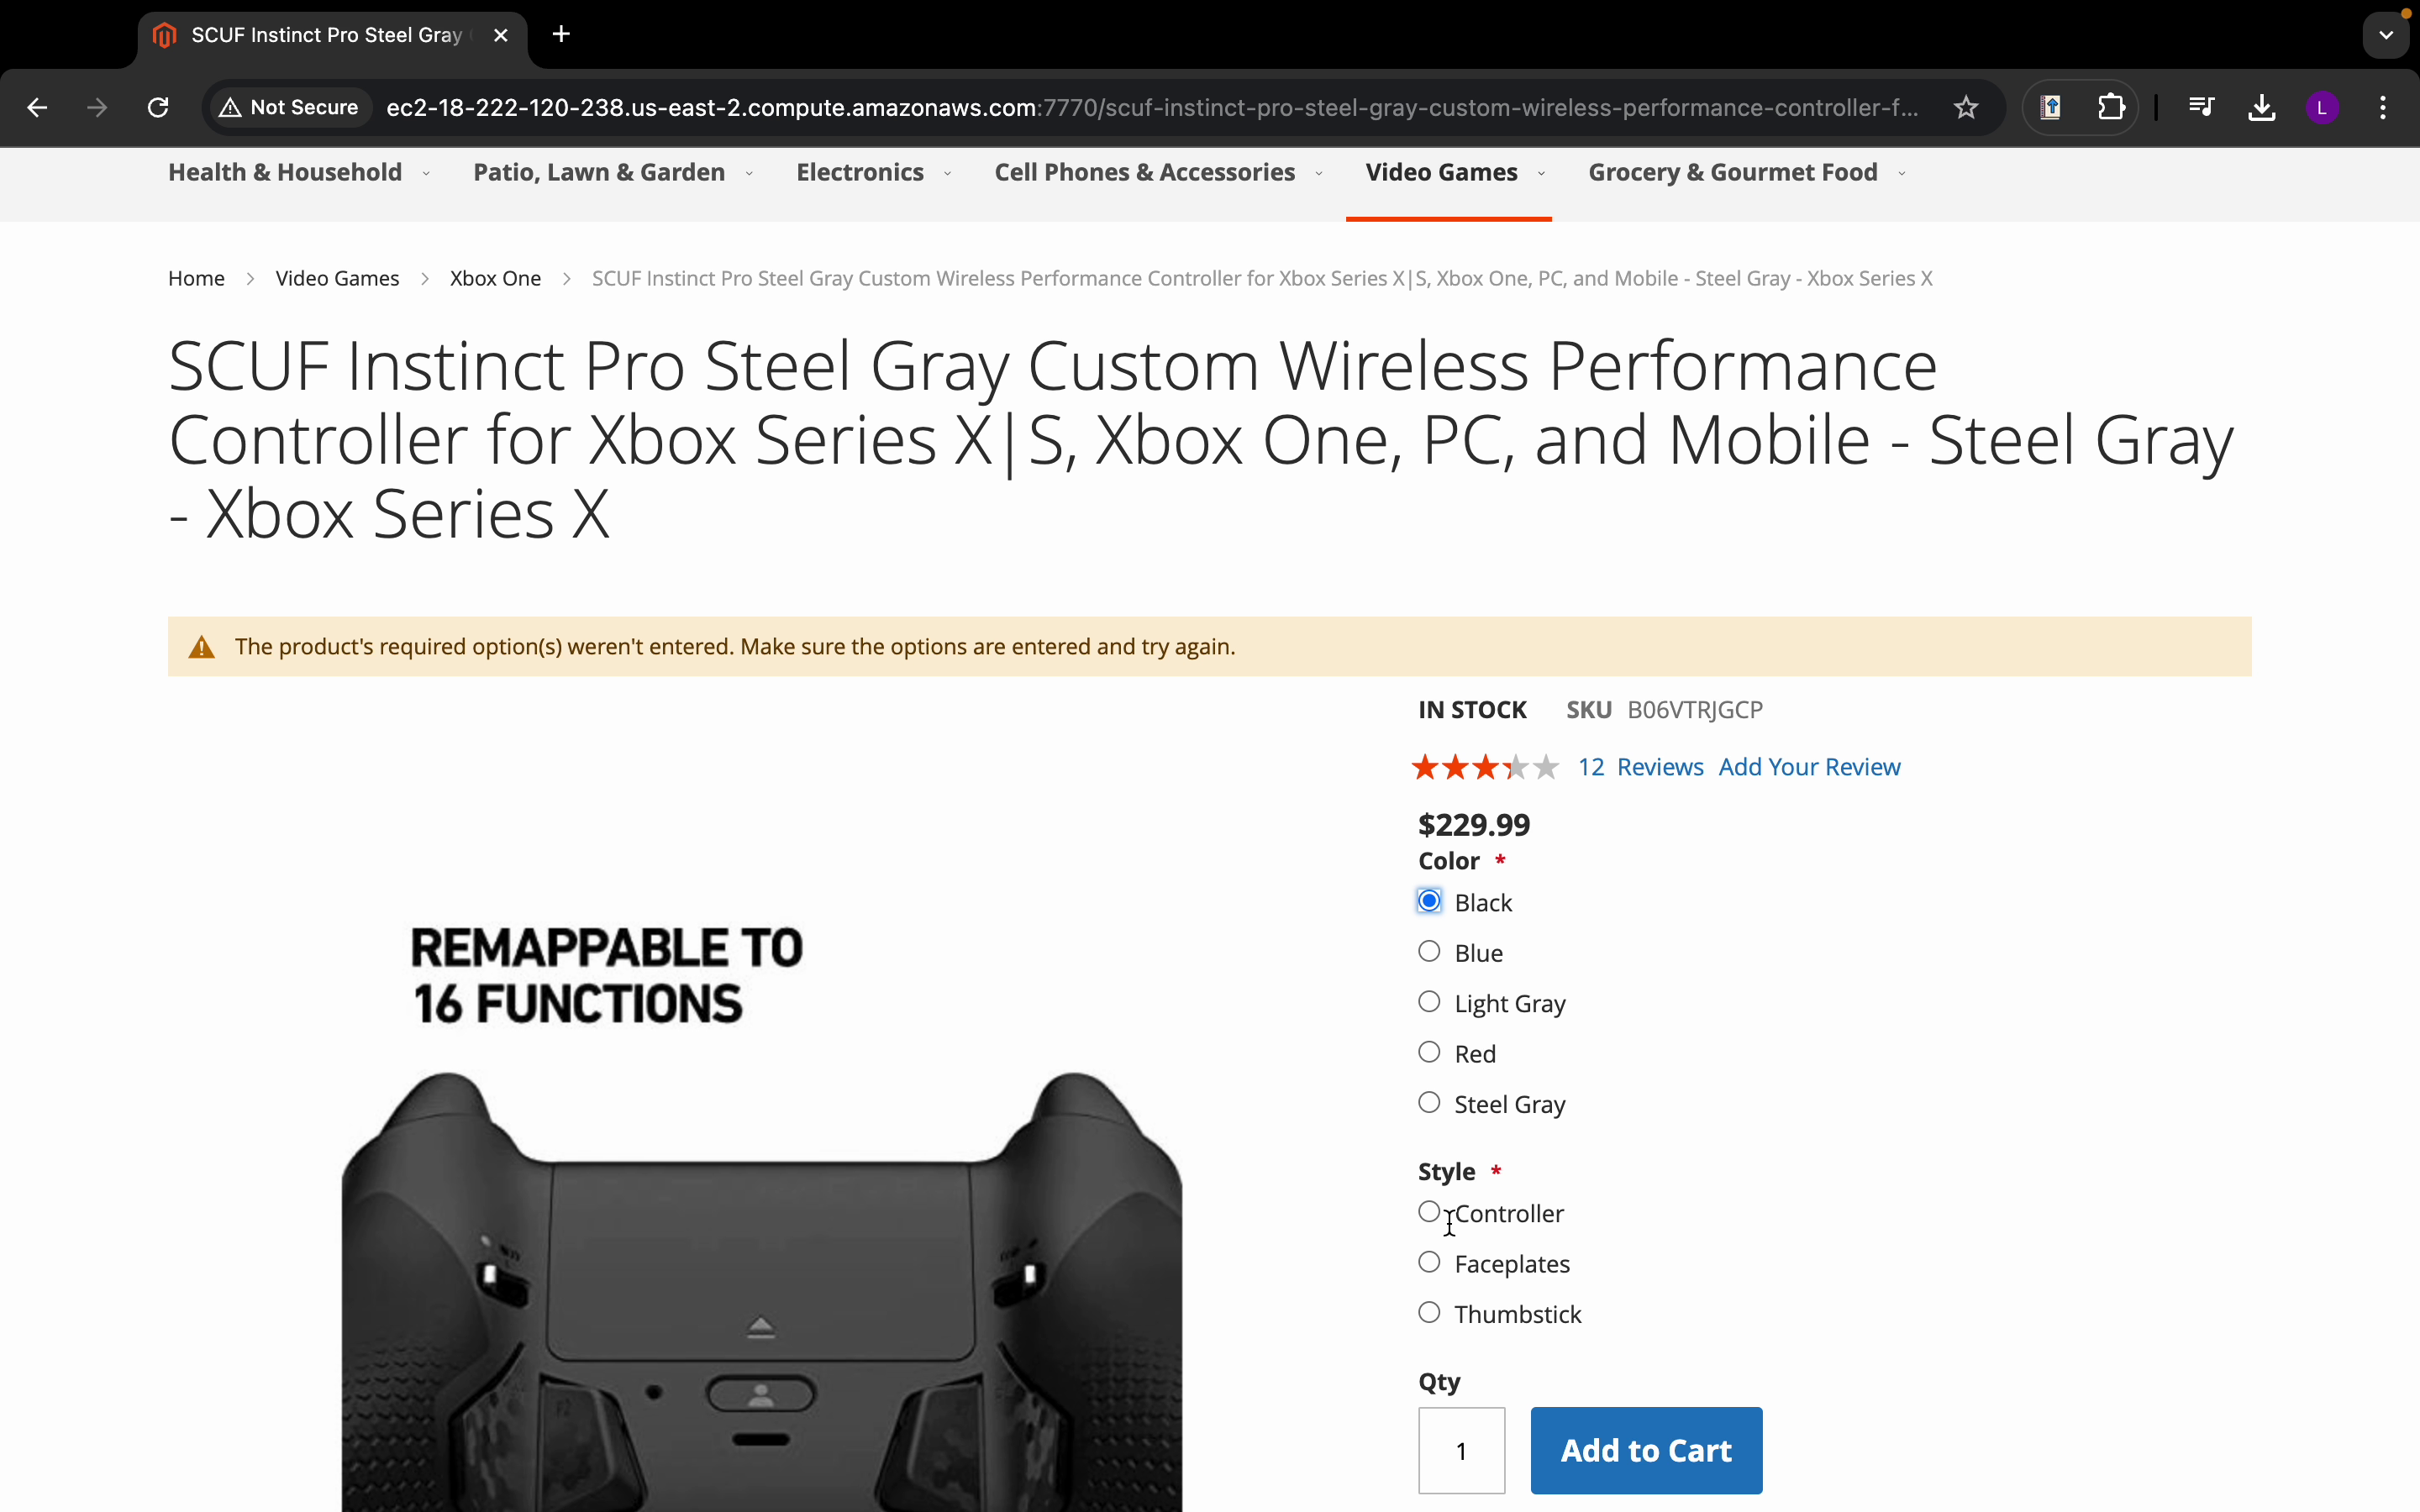 SCUF Instinct Pro Steel Gray
Not Secure
ec2-18-222-120-238.us-east-2.compute.amazonaws.com:7770/scuf-instinct-pro-steel-gray-custom-wireless-performance-controller-f...
L
Health & Household
Patio, Lawn & Garden
Electronics
Cell Phones & Accessories
Video Games
Grocery & Gourmet Food
Home > Video Games > Xbox One > SCUF Instinct Pro Steel Gray Custom Wireless Performance Controller for Xbox Series X|S, Xbox One, PC, and Mobile - Steel Gray - Xbox Series X
SCUF Instinct Pro Steel Gray Custom Wireless Performance
Controller for Xbox Series X|S, Xbox One, PC, and Mobile - Steel Gray
- Xbox Series X
The product's required option(s) weren't entered. Make sure the options are entered and try again.
IN STOCK SKU B06VTRJGCP
12 Reviews Add Your Review
$229.99
Color *
Black
Blue
Light Gray
Red
Steel Gray
Style *
Controller
Faceplates
Thumbstick
Qty
1
Add to Cart
REMAPPABLE TO
16 FUNCTIONS